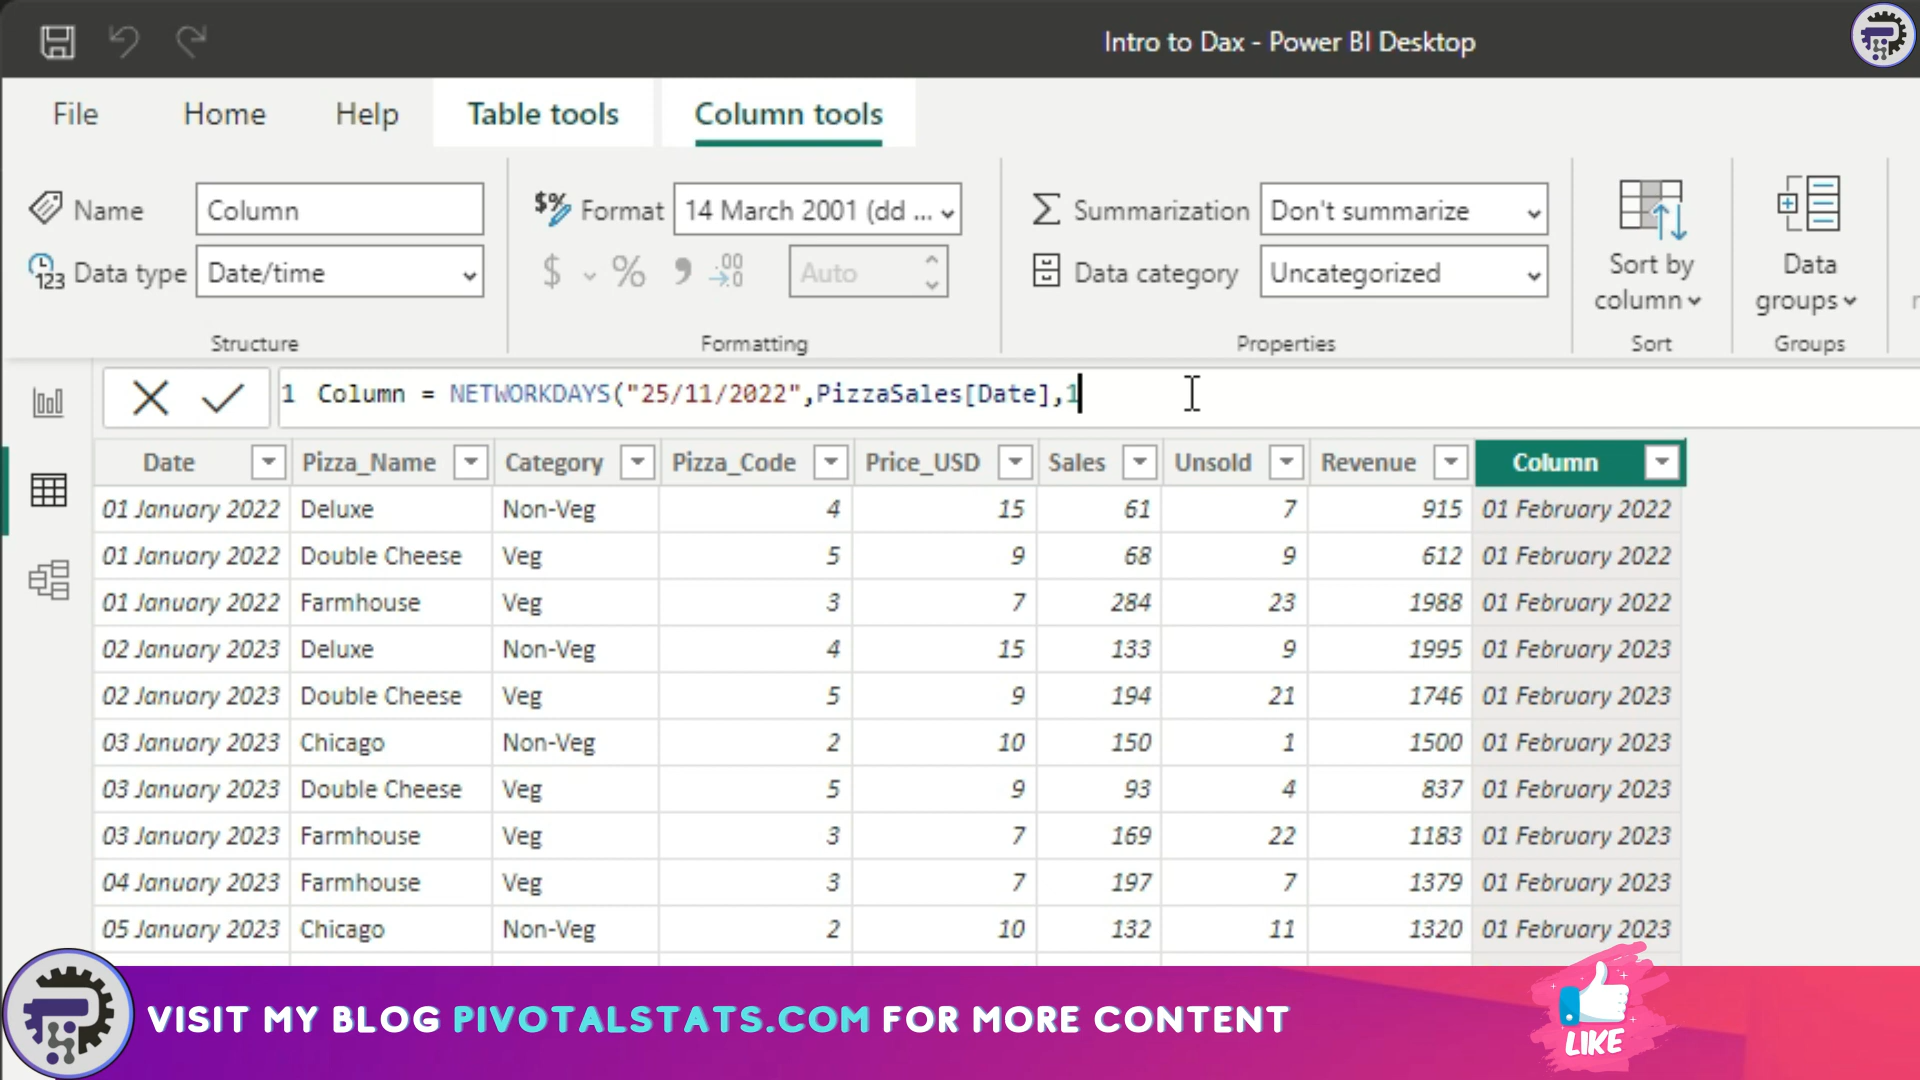 Intro to Dax - Power BI Desktop
File Home Help Table tools Column tools
Name Column $% Format 14 March 2001 (dd ... Summarization Don't summarize
123 Data type Date/time $ % .00 →.0 Auto Data category Uncategorized
Sort by column
Data groups
Structure Formatting Properties Sort Groups
1 Column = NETWORKDAYS("25/11/2022",PizzaSales[Date],1
Date Pizza_Name Category Pizza_Code Price_USD Sales Unsold Revenue Column
01 January 2022 Deluxe Non-Veg 4 15 61 7 915 01 February 2022
01 January 2022 Double Cheese Veg 5 9 68 9 612 01 February 2022
01 January 2022 Farmhouse Veg 3 7 284 23 1988 01 February 2022
02 January 2023 Deluxe Non-Veg 4 15 133 9 1995 01 February 2023
02 January 2023 Double Cheese Veg 5 9 194 21 1746 01 February 2023
03 January 2023 Chicago Non-Veg 2 10 150 1 1500 01 February 2023
03 January 2023 Double Cheese Veg 5 9 93 4 837 01 February 2023
03 January 2023 Farmhouse Veg 3 7 169 22 1183 01 February 2023
04 January 2023 Farmhouse Veg 3 7 197 7 1379 01 February 2023
05 January 2023 Chicago Non-Veg 2 10 132 11 1320 01 February 2023
VISIT MY BLOG PIVOTALSTATS.COM FOR MORE CONTENT
LIKE